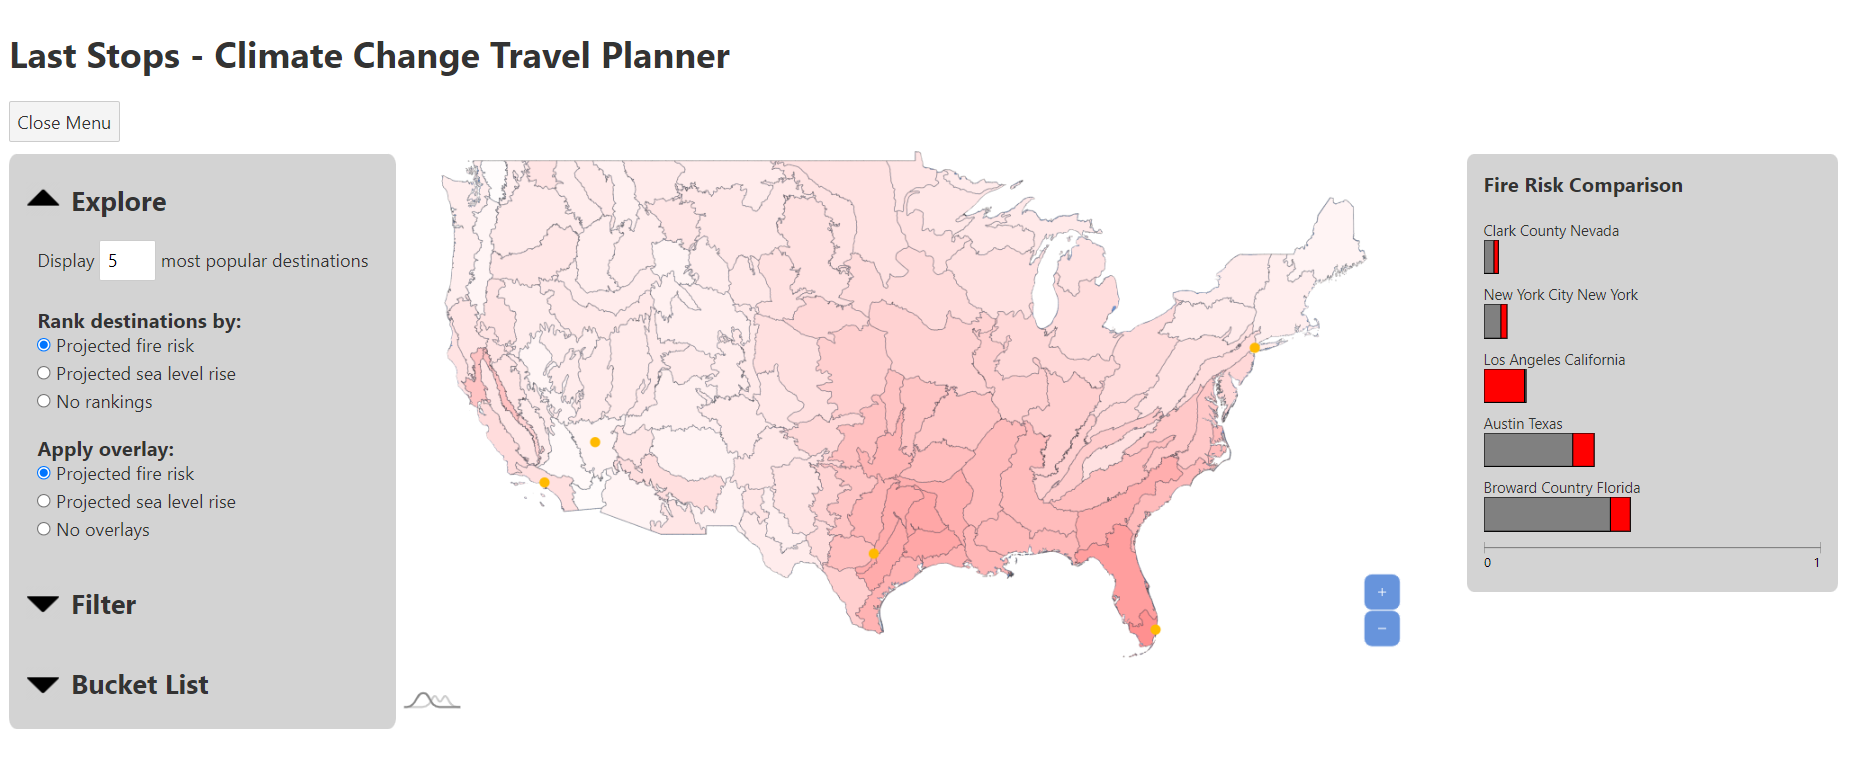 Last Stops - Climate Change Travel Planner
Close Menu
Explore
Display 5 most popular destinations
Rank destinations by:
Projected fire risk
Projected sea level rise
No rankings
Apply overlay:
Projected fire risk
Projected sea level rise
No overlays
Filter
Bucket List
+
−
Fire Risk Comparison
Clark County Nevada
New York City New York
Los Angeles California
Austin Texas
Broward Country Florida
0 1